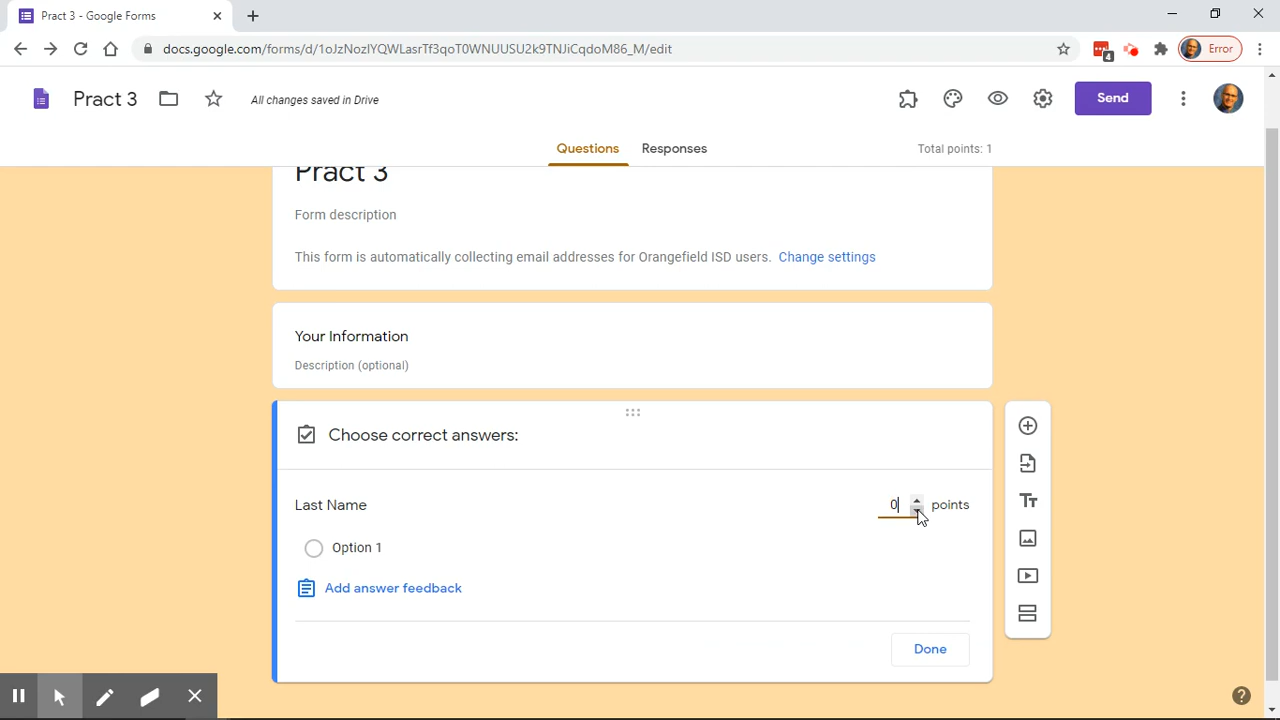 Pract 3 - Google Forms
docs.google.com/forms/d/1oJzNozlYQWLasrTf3qoT0WNUUSU2k9TNJiCqdoM86_M/edit
4
Error
Pract 3
All changes saved in Drive
Send
Questions
Responses
Total points: 1
Pract 3
Form description
This form is automatically collecting email addresses for Orangefield ISD users. Change settings
Your Information
Description (optional)
Choose correct answers:
Last Name
0 points
Option 1
Add answer feedback
Done